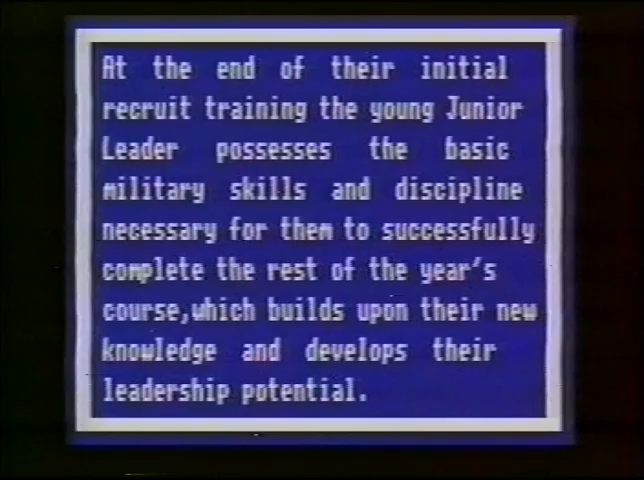 At the end of their initial
recruit training the young Junior
Leader possesses the basic
military skills and discipline
necessary for them to successfully
complete the rest of the year's
course,which builds upon their new
knowledge and develops their
leadership potential.